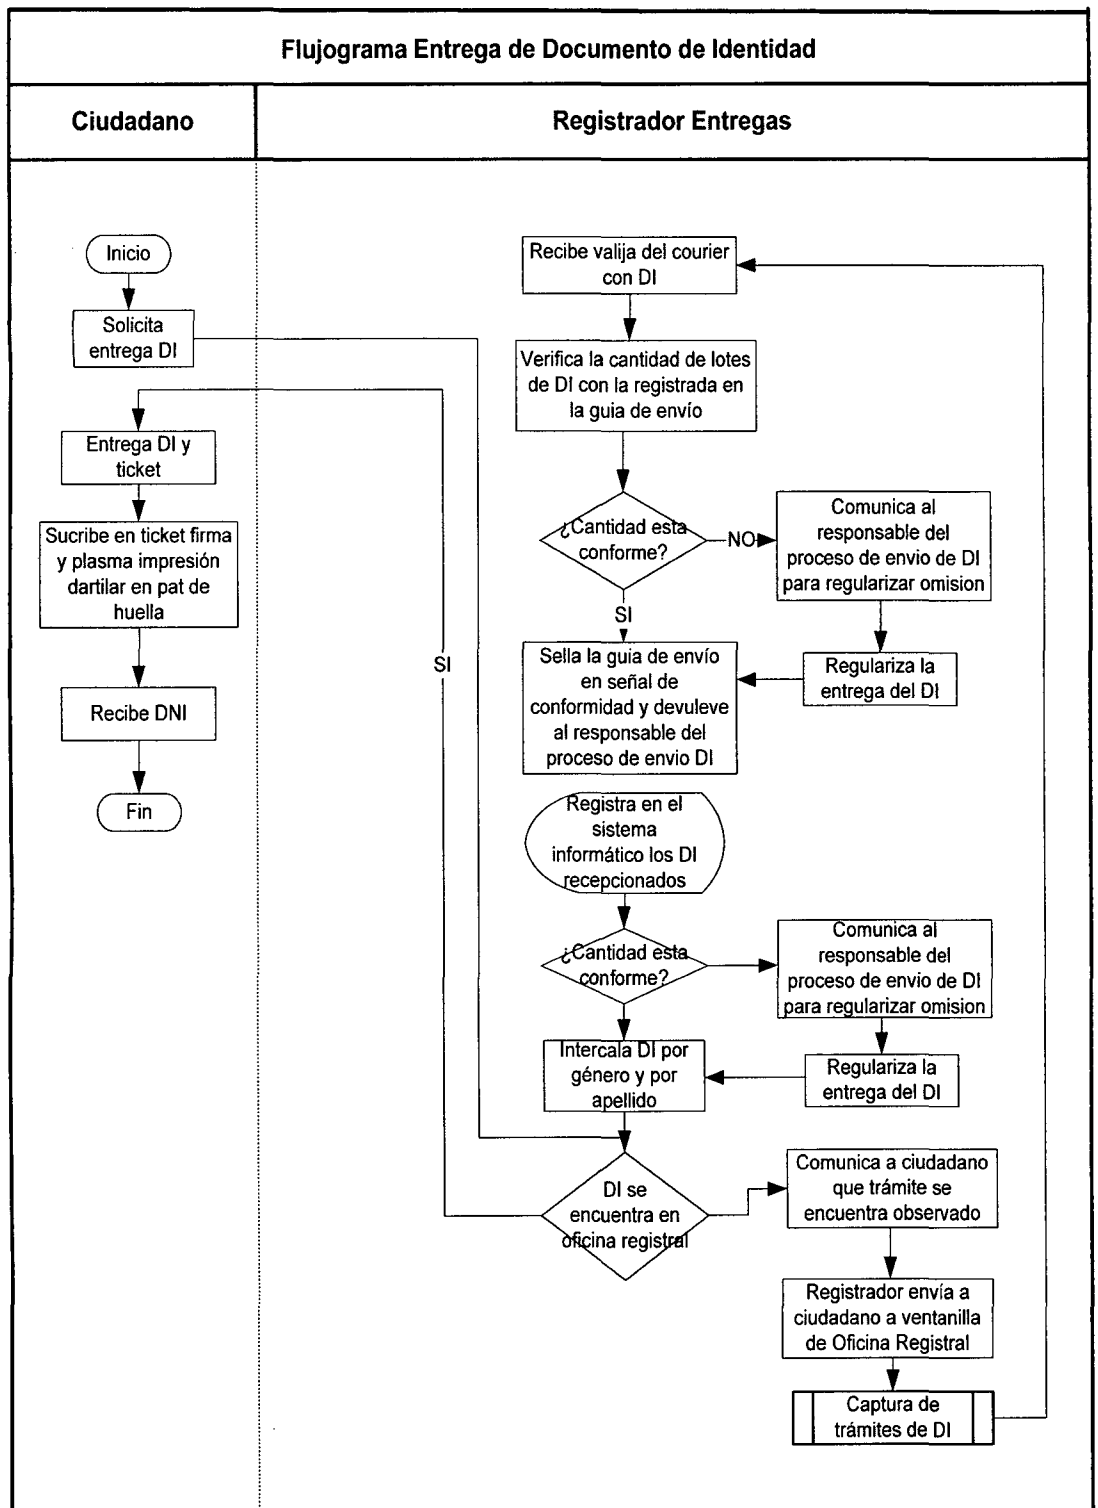 Flujograma Entrega de Documento de Identidad
Ciudadano
Registrador Entregas
Inicio
Solicita
entrega DI
Entrega DI y
ticket
Sucribe en ticket firma
y plasma impresión
dartilar en pat de
huella
Recibe DNI
Fin
SI
Recibe valija del courier
con DI
Verifica la cantidad de lotes
de DI con la registrada en
la guia de envío
¿Cantidad esta
conforme?
NO
Comunica al
responsable del
proceso de envio de DI
para regularizar omision
SI
Regulariza la
entrega del DI
Sella la guia de envío
en señal de
conformidad y devuleve
al responsable del
proceso de envio DI
Registra en el
sistema
informático los DI
recepcionados
¿Cantidad esta
conforme?
Comunica al
responsable del
proceso de envio de DI
para regularizar omision
Regulariza la
entrega del DI
Intercala DI por
género y por
apellido
DI se
encuentra en
oficina registral
Comunica a ciudadano
que trámite se
encuentra observado
Registrador envía a
ciudadano a ventanilla
de Oficina Registral
Captura de
trámites de DI